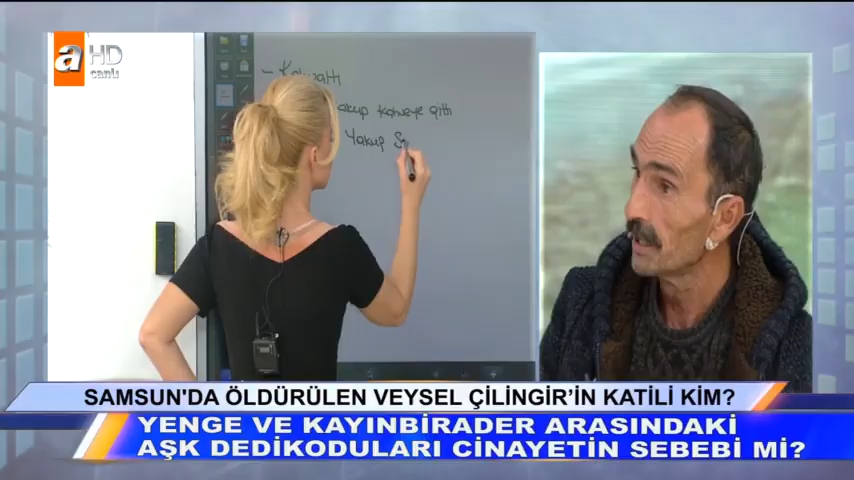 a HD
canlı
- Kahvaltı
Yakup kahveye gitti
Yakup S
SAMSUN'DA ÖLDÜRÜLEN VEYSEL ÇİLİNGİR'İN KATİLİ KİM?
YENGE VE KAYINBİRADER ARASINDAKİ
AŞK DEDİKODULARI CİNAYETİN SEBEBİ Mİ?